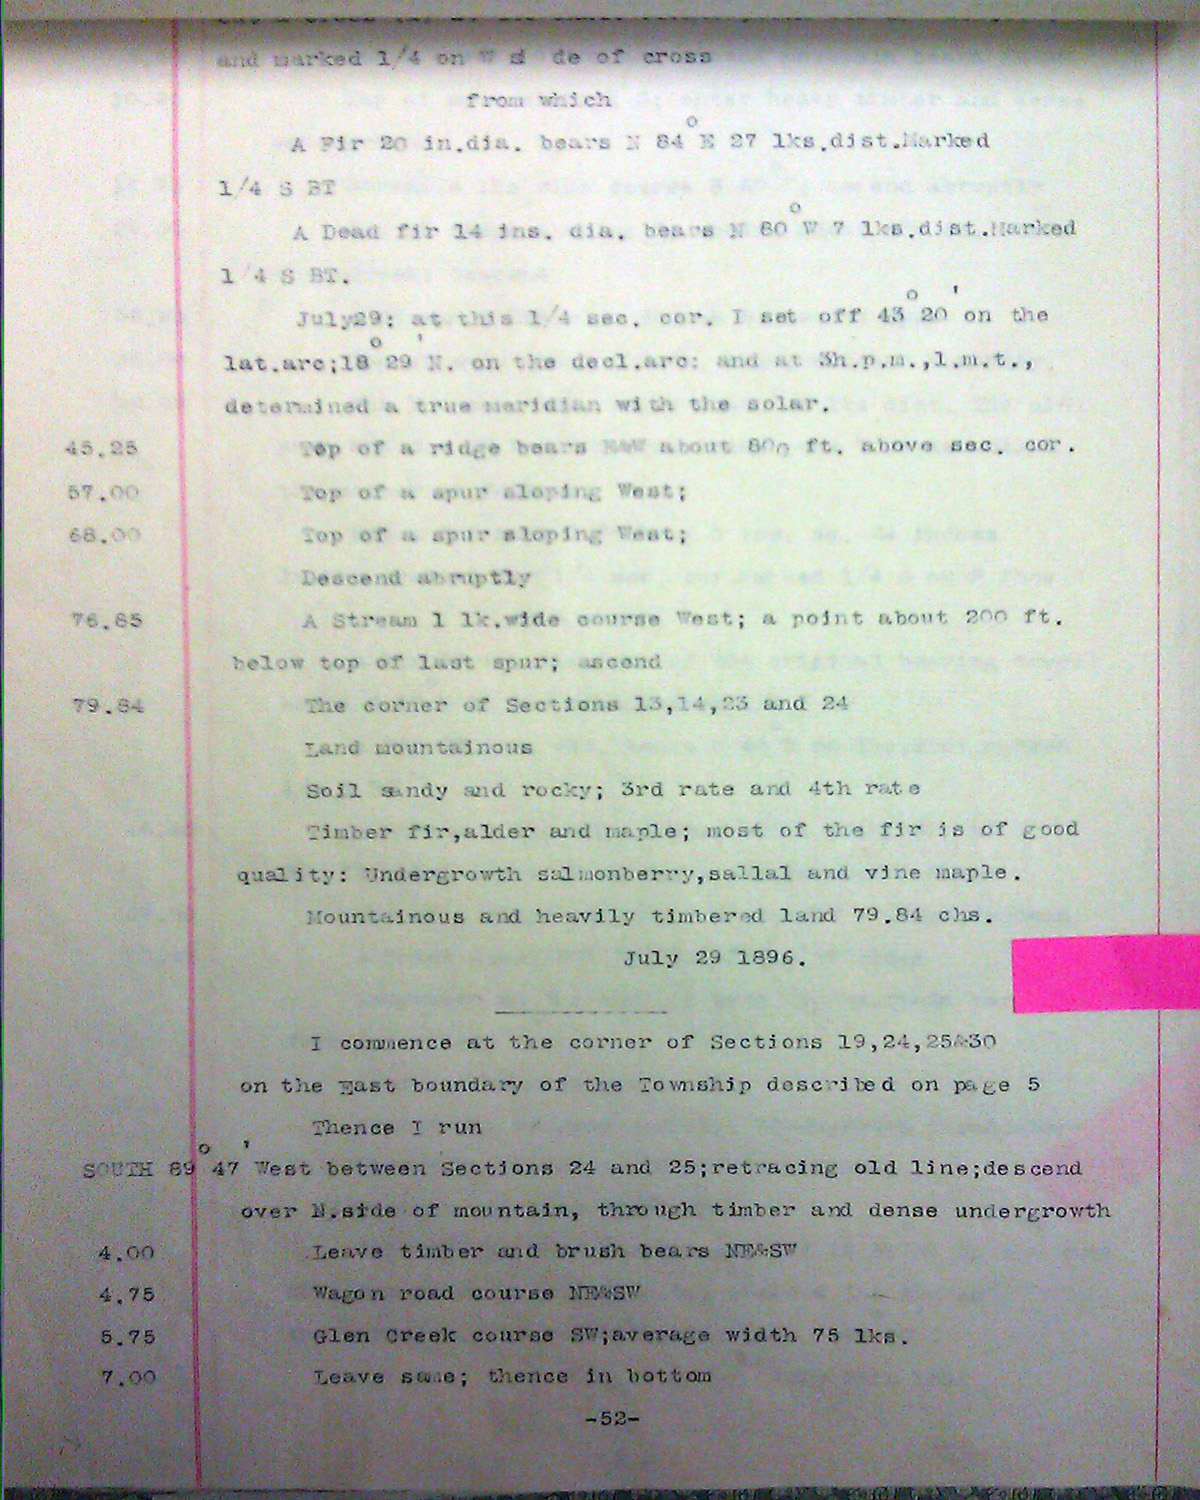 and marked 1/4 on W si de of cross
from which
A Fir 20 in.dia. bears N 84° E 27 lks.dist.Marked
1/4 S BT
A Dead fir 14 ins. dia. bears N 80° W 7 lks.dist.Marked
1/4 S BT.
July29: at this 1/4 sec. cor. I set off 43° 20' on the
lat.arc;18° 29' N. on the decl.arc: and at 3h.p.m.,l.m.t.,
determined a true meridian with the solar.
45.25 Top of a ridge bears about 800 ft. above sec. cor.
57.00 Top of a spur sloping West;
68.00 Top of a spur sloping West;
Descend abruptly
76.85 A Stream 1 lk.wide course West; a point about 200 ft.
below top of last spur; ascend
79.84 The corner of Sections 13,14,23 and 24
Land mountainous
Soil sandy and rocky; 3rd rate and 4th rate
Timber fir,alder and maple; most of the fir is of good
quality: Undergrowth salmonberry,sallal and vine maple.
Mountainous and heavily timbered land 79.84 chs.
July 29 1896.
I commence at the corner of Sections 19,24,25&30
on the East boundary of the Township described on page 5
Thence I run
SOUTH 89° 47' West between Sections 24 and 25;retracing old line;descend
over N.side of mountain, through timber and dense undergrowth
4.00 Leave timber and brush bears NE&SW
4.75 Wagon road course NE&SW
5.75 Glen Creek course SW;average width 75 lks.
7.00 Leave same; thence in bottom
-52-